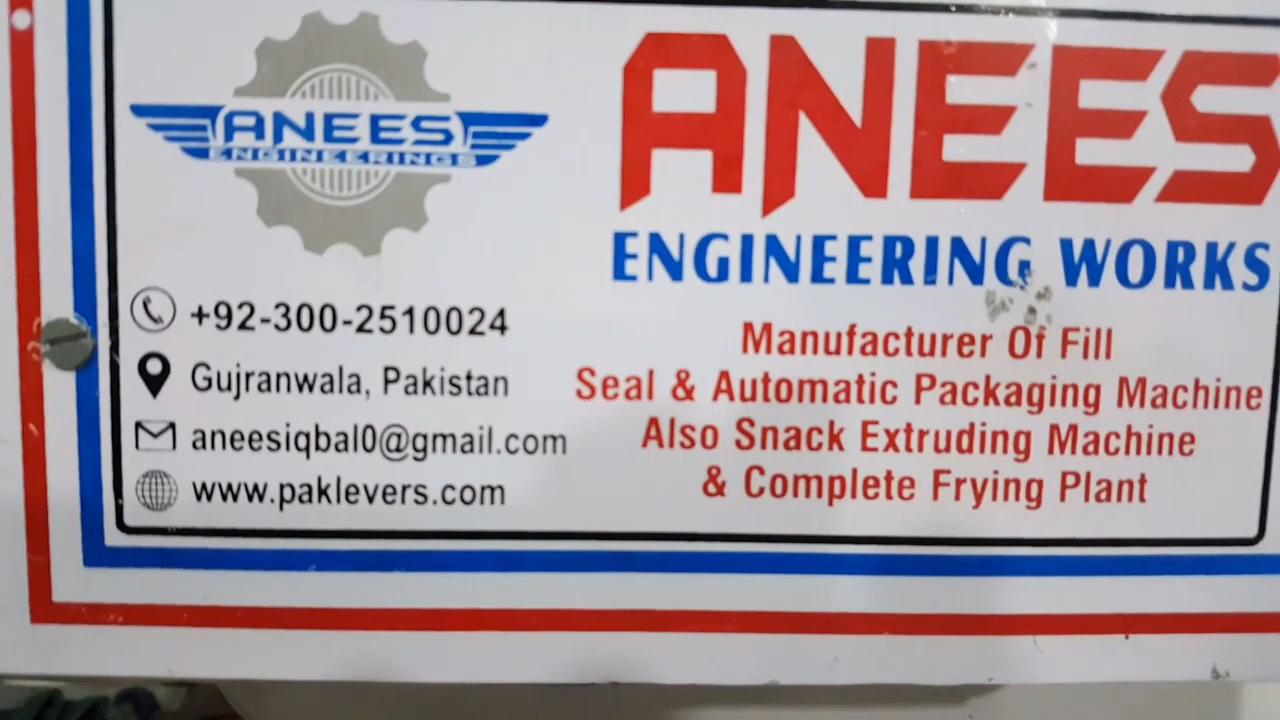 ANEES
ENGINEERINGS
ANEES
ENGINEERING WORKS
+92-300-2510024
Gujranwala, Pakistan
aneesiqbal0@gmail.com
www.paklevers.com
Manufacturer Of Fill
Seal & Automatic Packaging Machine
Also Snack Extruding Machine
& Complete Frying Plant